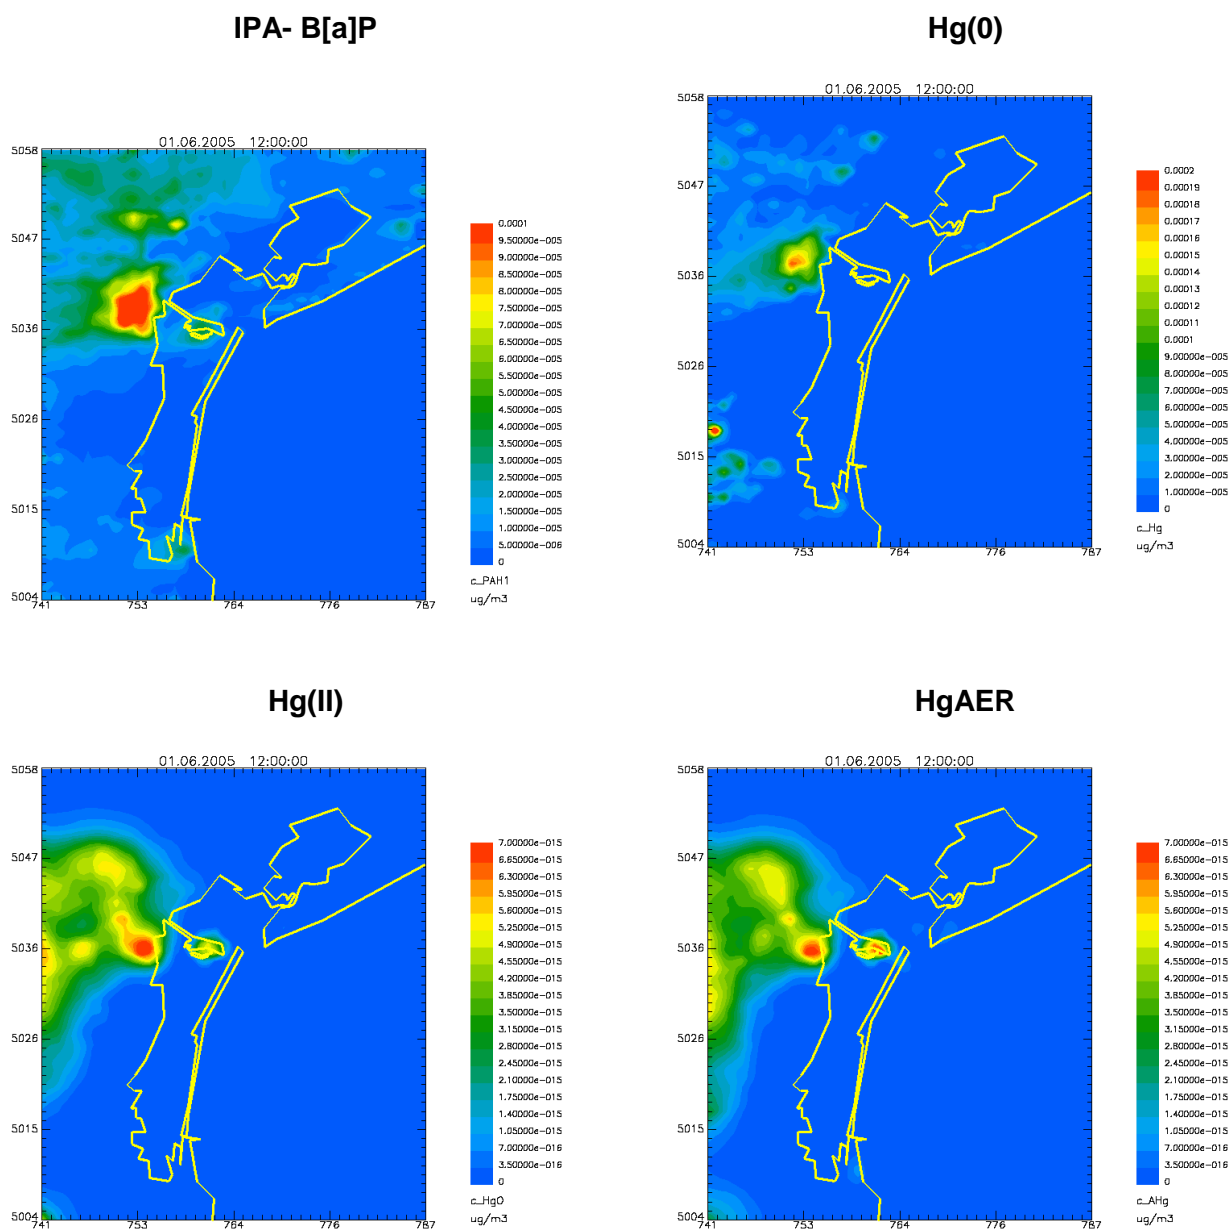 IPA- B[a]P
01.06.2005 12:00:00
5058
5047
5036
5026
5015
5004
741 753 764 776 787
0.0001
9.50000e-005
9.00000e-005
8.50000e-005
8.00000e-005
7.50000e-005
7.00000e-005
6.50000e-005
6.00000e-005
5.50000e-005
5.00000e-005
4.50000e-005
4.00000e-005
3.50000e-005
3.00000e-005
2.50000e-005
2.00000e-005
1.50000e-005
1.00000e-005
5.00000e-006
0
c_PAH1
ug/m3
Hg(0)
01.06.2005 12:00:00
5058
5047
5036
5026
5015
5004
741 753 764 776 787
0.0002
0.00019
0.00018
0.00017
0.00016
0.00015
0.00014
0.00013
0.00012
0.00011
0.0001
9.00000e-005
8.00000e-005
7.00000e-005
6.00000e-005
5.00000e-005
4.00000e-005
3.00000e-005
2.00000e-005
1.00000e-005
0
c_Hg
ug/m3
Hg(II)
01.06.2005 12:00:00
5058
5047
5036
5026
5015
5004
741 753 764 776 787
7.00000e-015
6.65000e-015
6.30000e-015
5.95000e-015
5.60000e-015
5.25000e-015
4.90000e-015
4.55000e-015
4.20000e-015
3.85000e-015
3.50000e-015
3.15000e-015
2.80000e-015
2.45000e-015
2.10000e-015
1.75000e-015
1.40000e-015
1.05000e-015
7.00000e-016
3.50000e-016
0
c_HgO
ug/m3
HgAER
01.06.2005 12:00:00
5058
5047
5036
5026
5015
5004
741 753 764 776 787
7.00000e-015
6.65000e-015
6.30000e-015
5.95000e-015
5.60000e-015
5.25000e-015
4.90000e-015
4.55000e-015
4.20000e-015
3.85000e-015
3.50000e-015
3.15000e-015
2.80000e-015
2.45000e-015
2.10000e-015
1.75000e-015
1.40000e-015
1.05000e-015
7.00000e-016
3.50000e-016
0
c_AHg
ug/m3